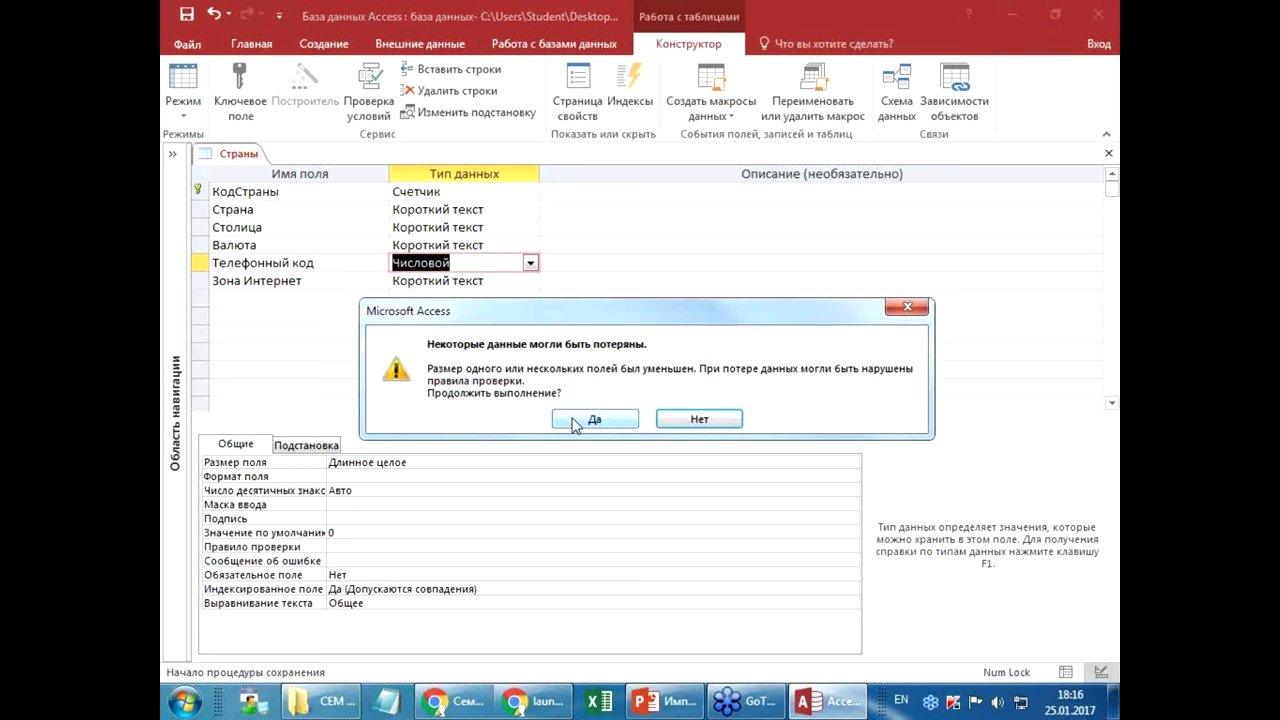 База данных Access : база данных- C:\Users\Student\Desktop...
Работа с таблицами
Файл
Главная
Создание
Внешние данные
Работа с базами данных
Конструктор
Что вы хотите сделать?
Вход
Режим
Ключевое поле
Построитель
Проверка условий
Вставить строки
Удалить строки
Изменить подстановку
Страница свойств
Индексы
Создать макросы данных
Переименовать или удалить макрос
Схема данных
Зависимости объектов
Режимы
Сервис
Показать или скрыть
События полей, записей и таблиц
Связи
Страны
Область навигации
Имя поля Тип данных Описание (необязательно)
КодСтраны Счетчик
Страна Короткий текст
Столица Короткий текст
Валюта Короткий текст
Телефонный код Числовой
Зона Интернет Короткий текст
Microsoft Access
Некоторые данные могли быть потеряны.
Размер одного или нескольких полей был уменьшен. При потере данных могли быть нарушены
правила проверки.
Продолжить выполнение?
Да Нет
Общие Подстановка
Размер поля Длинное целое
Формат поля
Число десятичных знакс Авто
Маска ввода
Подпись
Значение по умолчани 0
Правило проверки
Сообщение об ошибке
Обязательное поле Нет
Индексированное поле Да (Допускаются совпадения)
Выравнивание текста Общее
Тип данных определяет значения, которые
можно хранить в этом поле. Для получения
справки по типам данных нажмите клавишу
F1.
Начало процедуры сохранения
Num Lock
СЕМ ...
Сем...
laun...
Имп...
GoT...
Acce...
EN
18:16
25.01.2017